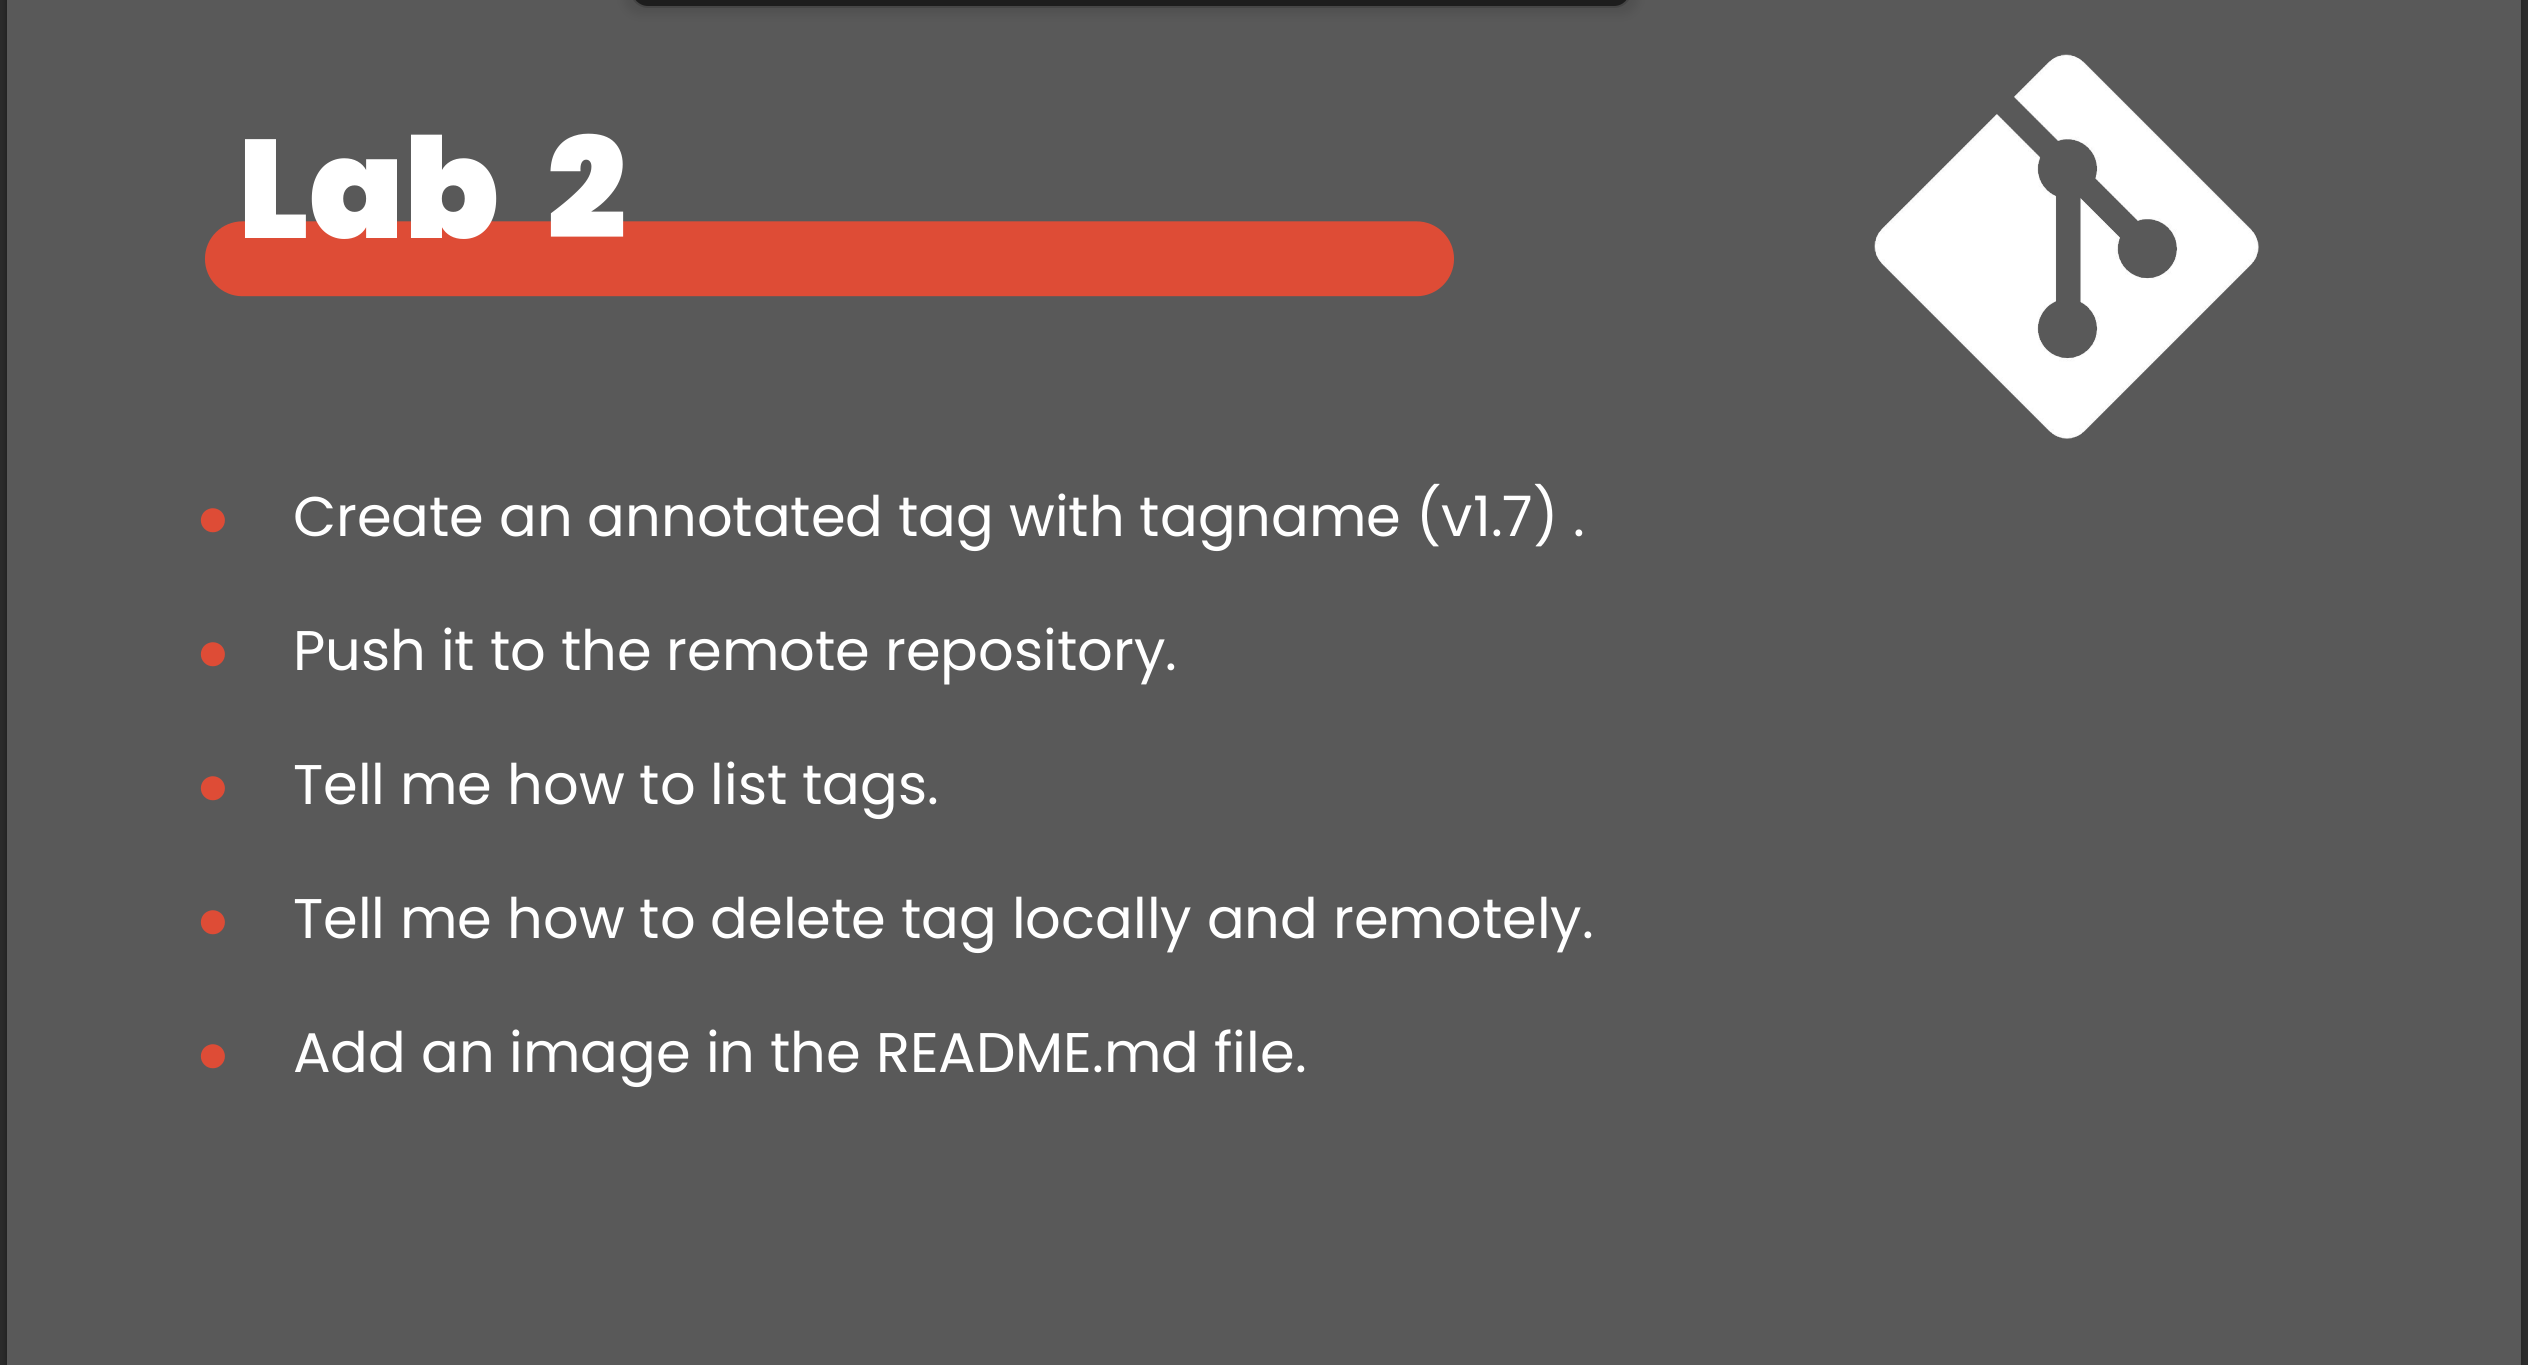 Lab 2
Create an annotated tag with tagname (v1.7) .
Push it to the remote repository.
Tell me how to list tags.
Tell me how to delete tag locally and remotely.
Add an image in the README.md file.